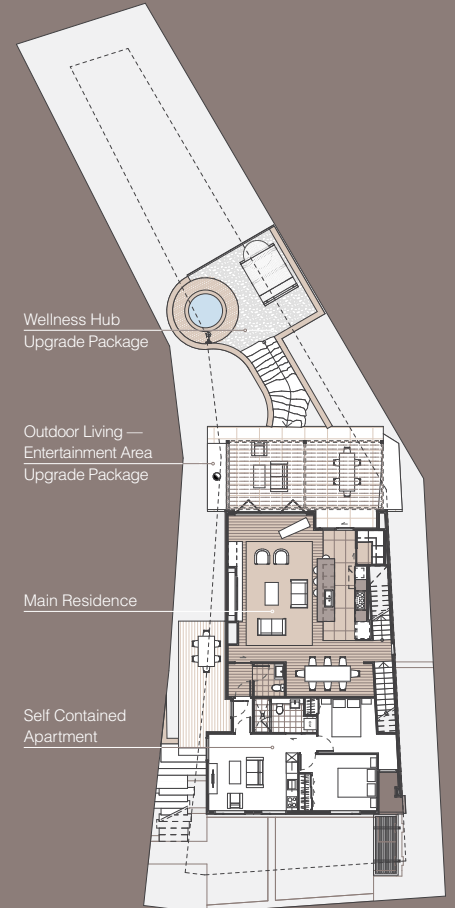 Wellness Hub
Upgrade Package
Outdoor Living —
Entertainment Area
Upgrade Package
Main Residence
Self Contained
Apartment